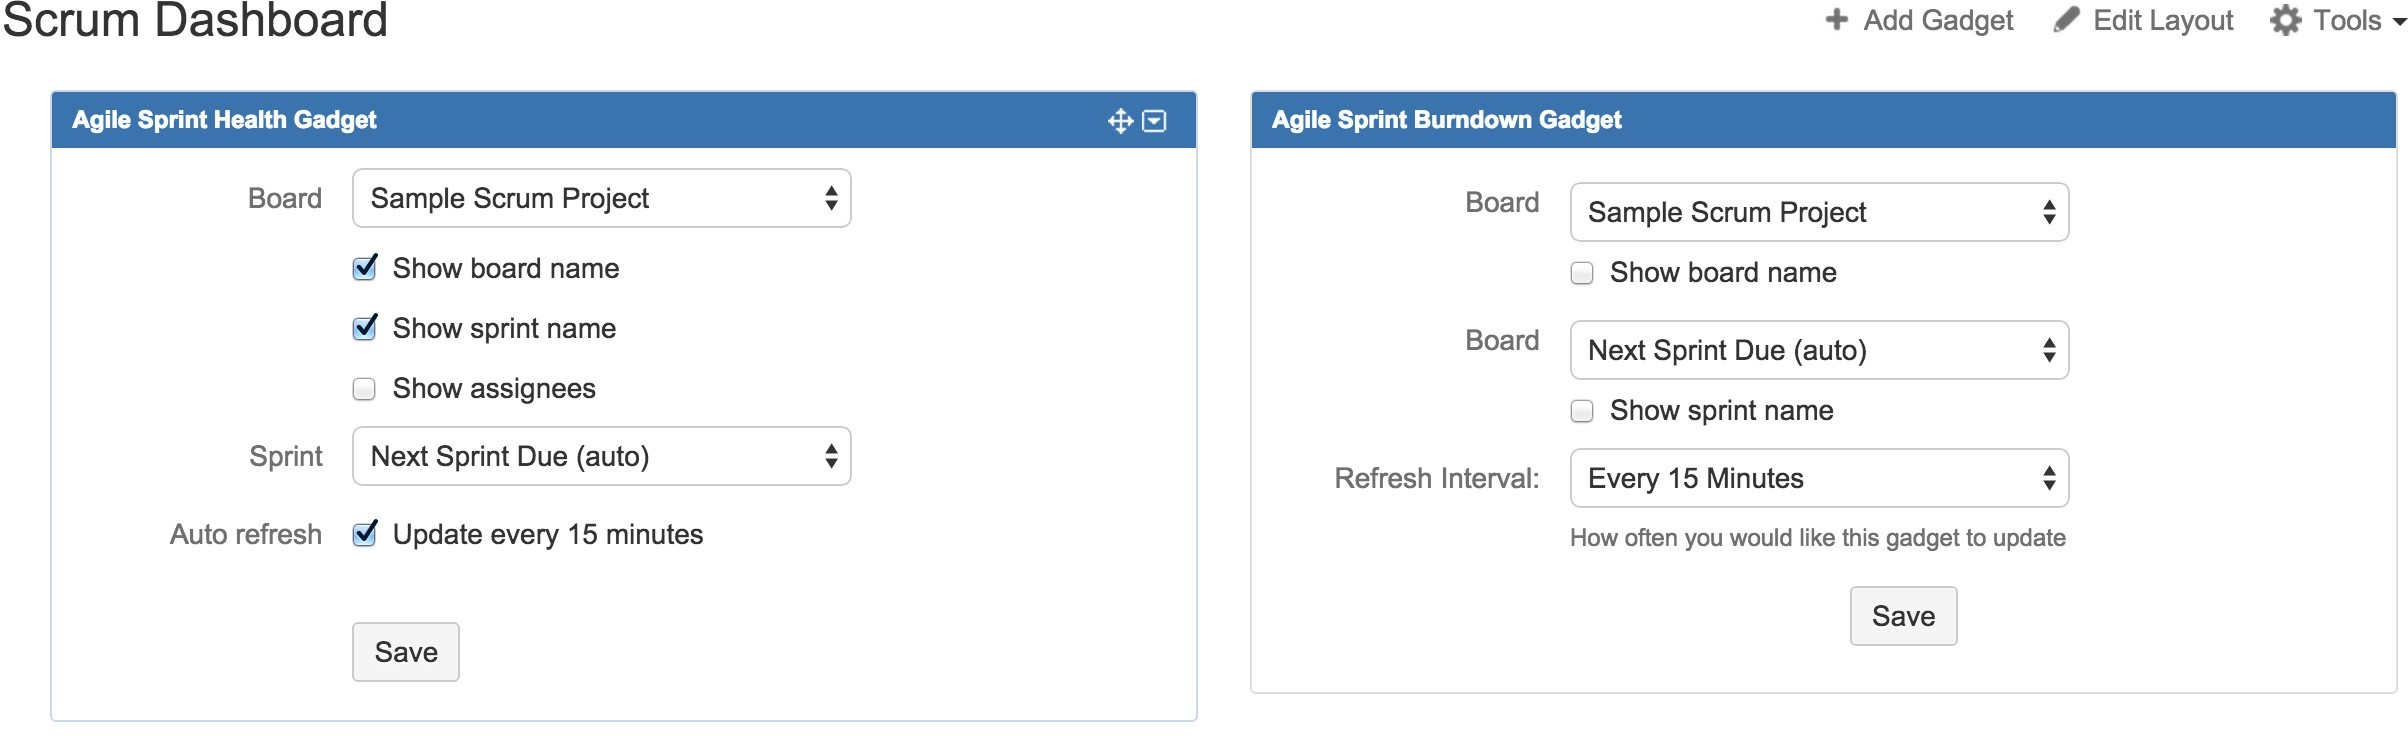 Scrum Dashboard
Add Gadget Edit Layout Tools
Agile Sprint Health Gadget
Board Sample Scrum Project
Show board name
Show sprint name
Show assignees
Sprint Next Sprint Due (auto)
Auto refresh Update every 15 minutes
Save
Agile Sprint Burndown Gadget
Board Sample Scrum Project
Show board name
Board Next Sprint Due (auto)
Show sprint name
Refresh Interval: Every 15 Minutes
How often you would like this gadget to update
Save